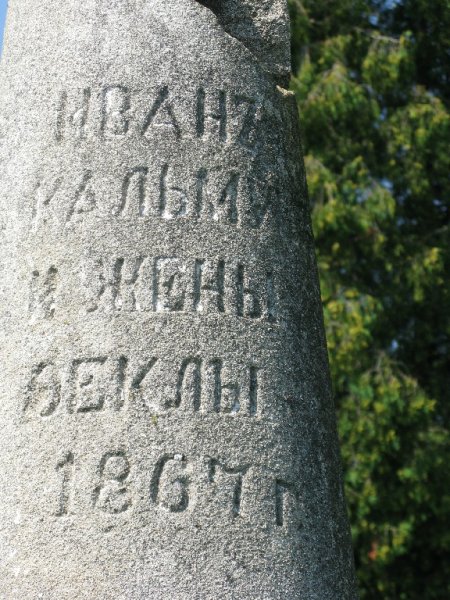 ИВАНЪ
КАЛЬМИ
И ЖЕНЫ
ѲЕКЛЫ
1867 г